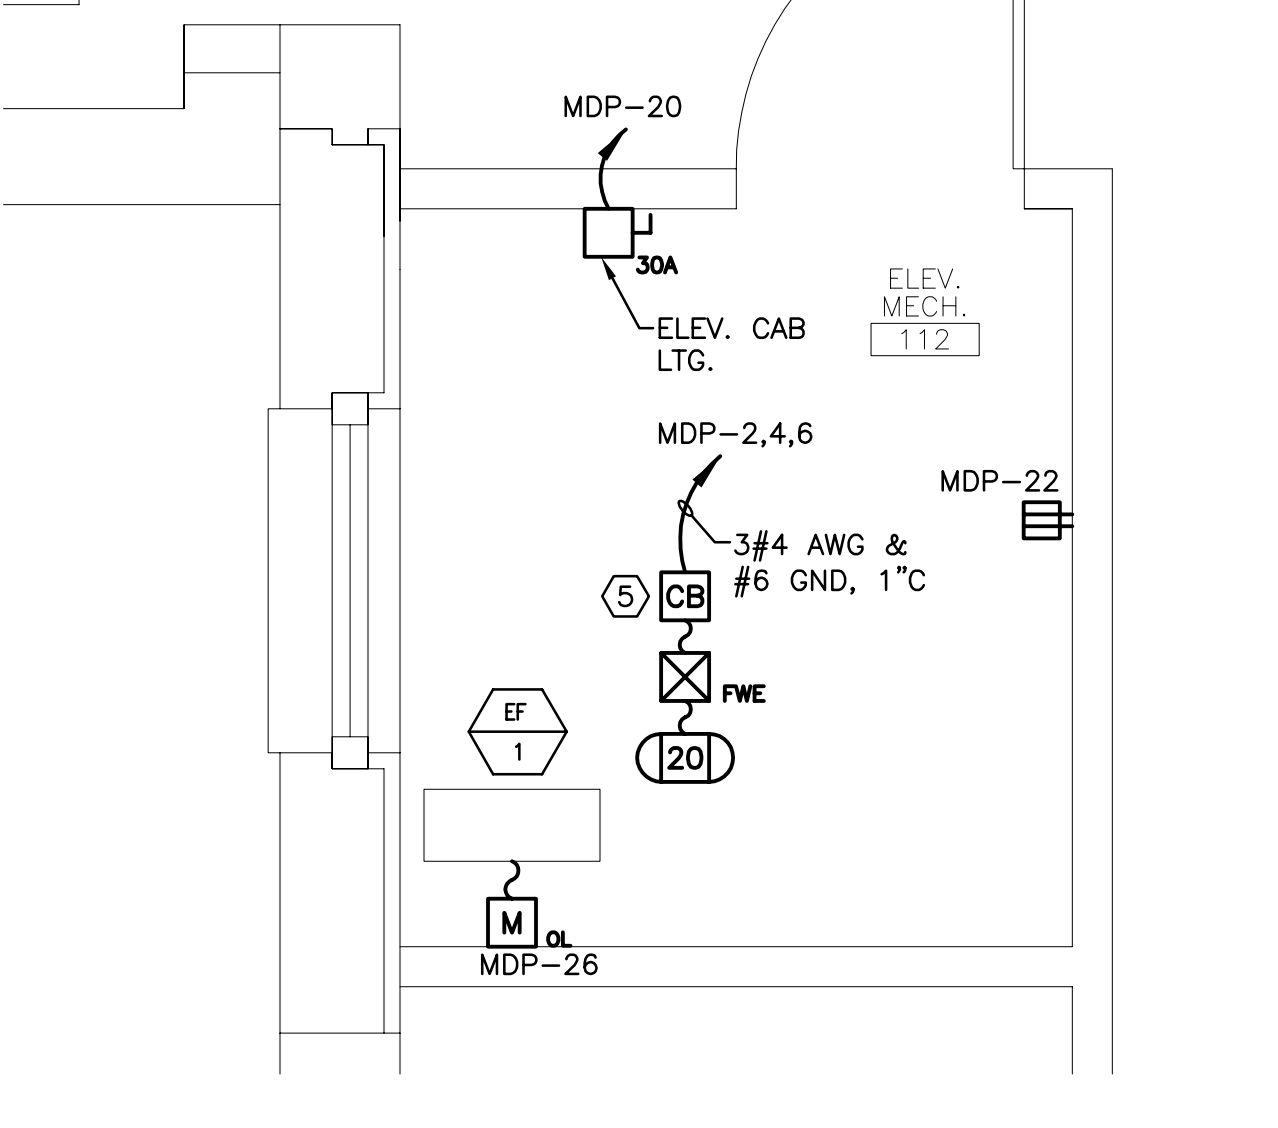 MDP-20
30A
ELEV. CAB
LTG.
ELEV.
MECH.
112
MDP-2,4,6
MDP-22
3#4 AWG &
#6 GND, 1"C
5
CB
FWE
20
EF
1
M
OL
MDP-26